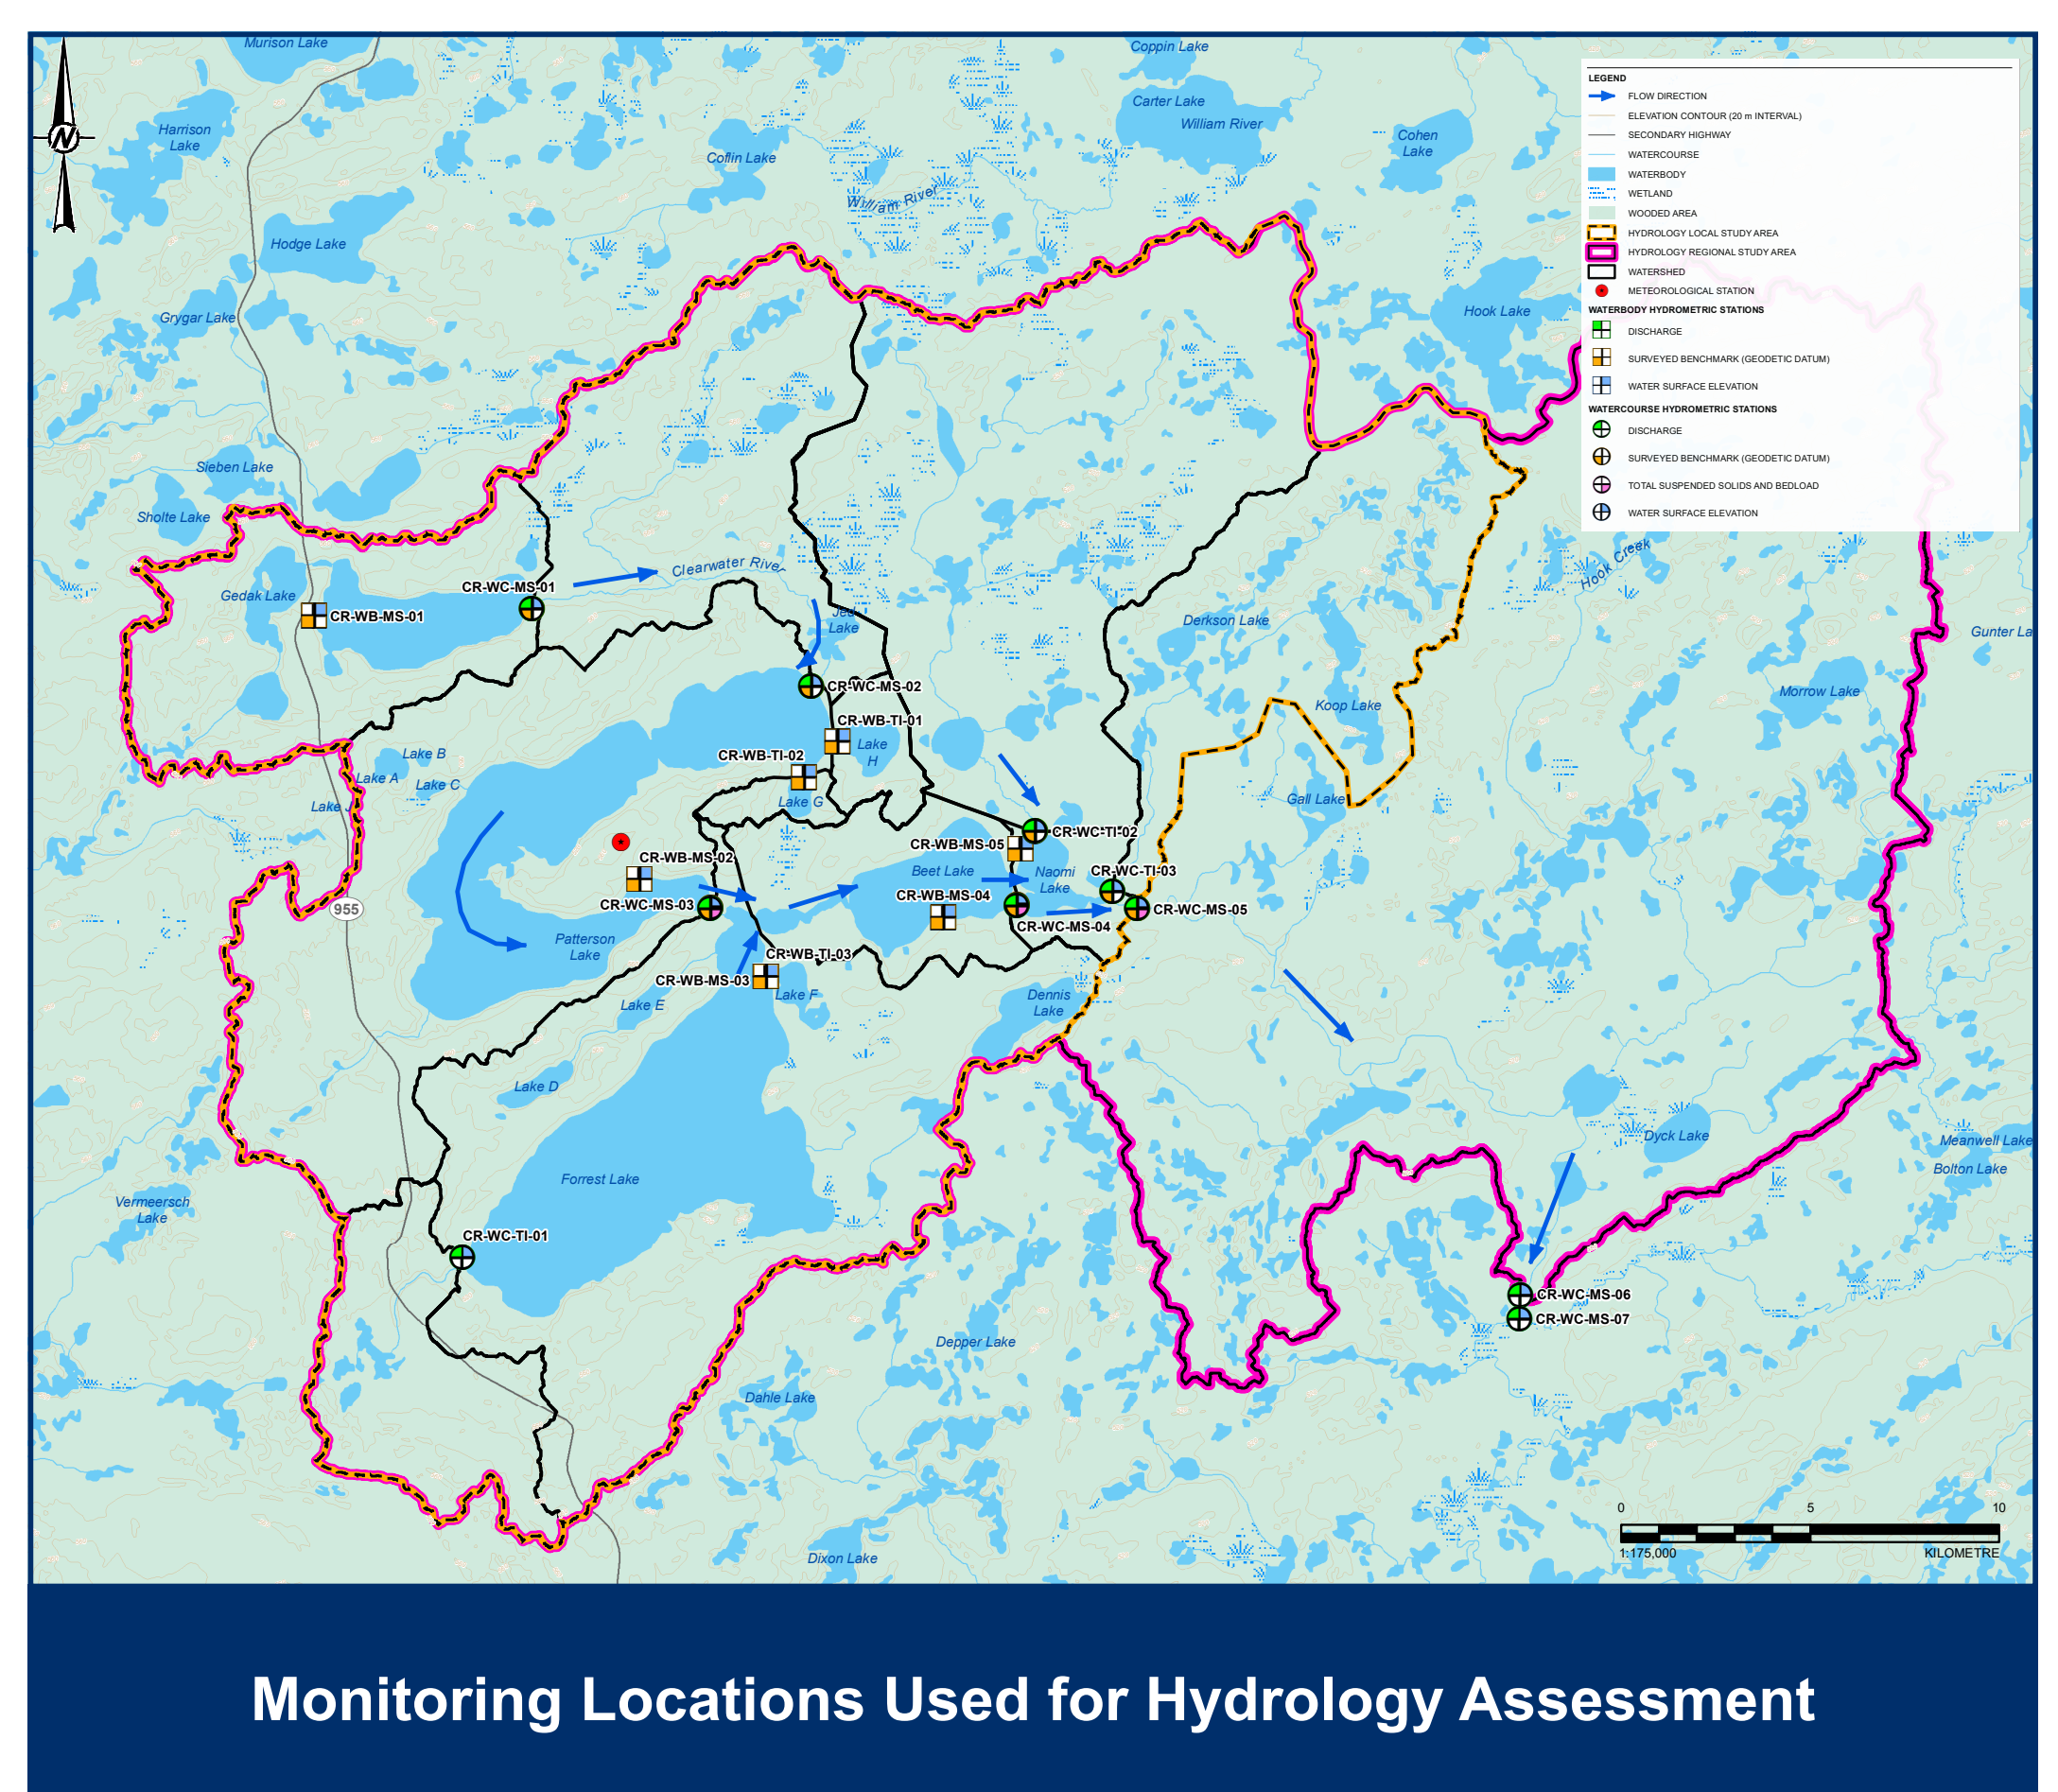 Murison Lake
Coppin Lake
Harrison
Lake
Carter Lake
William River
Cohen
Lake
Coflin Lake
William River
Hodge Lake
Grygar Lake
Hook Lake
Sieben Lake
Sholte Lake
Gedak Lake
CR-WB-MS-01
CR-WC-MS-01
Clearwater River
Jed
Lake
Derkson Lake
Hook Creek
Gunter La
Morrow Lake
Koop Lake
Gall Lake
CR-WC-MS-02
CR-WB-TI-01
Lake
H
CR-WB-TI-02
Lake G
Lake B
Lake A
Lake C
Lake J
955
CR-WB-MS-02
CR-WC-MS-03
Patterson
Lake
CR-WC-TI-02
CR-WB-MS-05
Beet Lake
Naomi
Lake
CR-WC-TI-03
CR-WB-MS-04
CR-WC-MS-04
CR-WC-MS-05
CR-WB-TI-03
CR-WB-MS-03
Lake F
Lake E
Dennis
Lake
Lake D
Forrest Lake
Vermeersch
Lake
CR-WC-TI-01
Dyck Lake
Meanwell Lake
Bolton Lake
CR-WC-MS-06
CR-WC-MS-07
Depper Lake
Dahle Lake
Dixon Lake
LEGEND
FLOW DIRECTION
ELEVATION CONTOUR (20 m INTERVAL)
SECONDARY HIGHWAY
WATERCOURSE
WATERBODY
WETLAND
WOODED AREA
HYDROLOGY LOCAL STUDY AREA
HYDROLOGY REGIONAL STUDY AREA
WATERSHED
METEOROLOGICAL STATION
WATERBODY HYDROMETRIC STATIONS
DISCHARGE
SURVEYED BENCHMARK (GEODETIC DATUM)
WATER SURFACE ELEVATION
WATERCOURSE HYDROMETRIC STATIONS
DISCHARGE
SURVEYED BENCHMARK (GEODETIC DATUM)
TOTAL SUSPENDED SOLIDS AND BEDLOAD
WATER SURFACE ELEVATION
N
0 5 10
1:175,000 KILOMETRE
Monitoring Locations Used for Hydrology Assessment